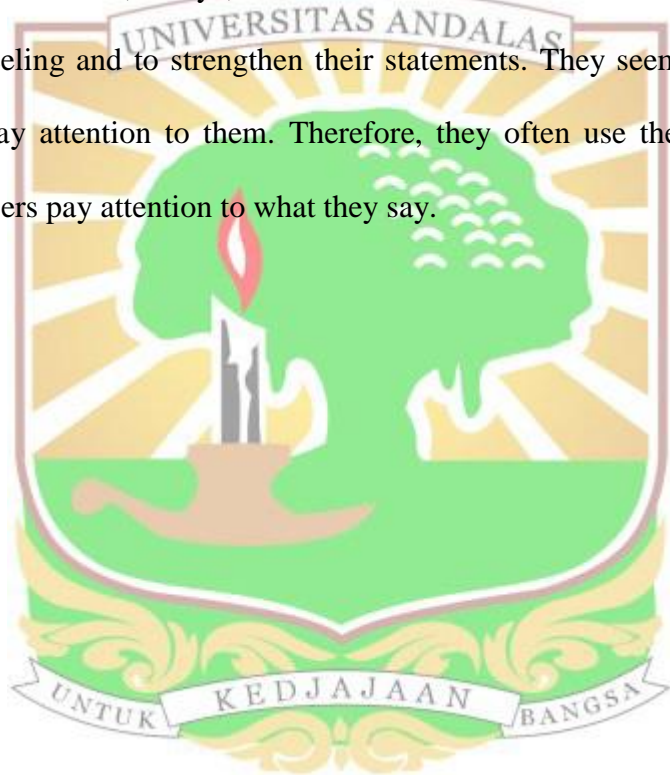 UNIVERSITAS ANDALAS
eling and to strengthen their statements. They seem
ay attention to them. Therefore, they often use the
ers pay attention to what they say.
UNTUK KEDJAJAAN BANGSA